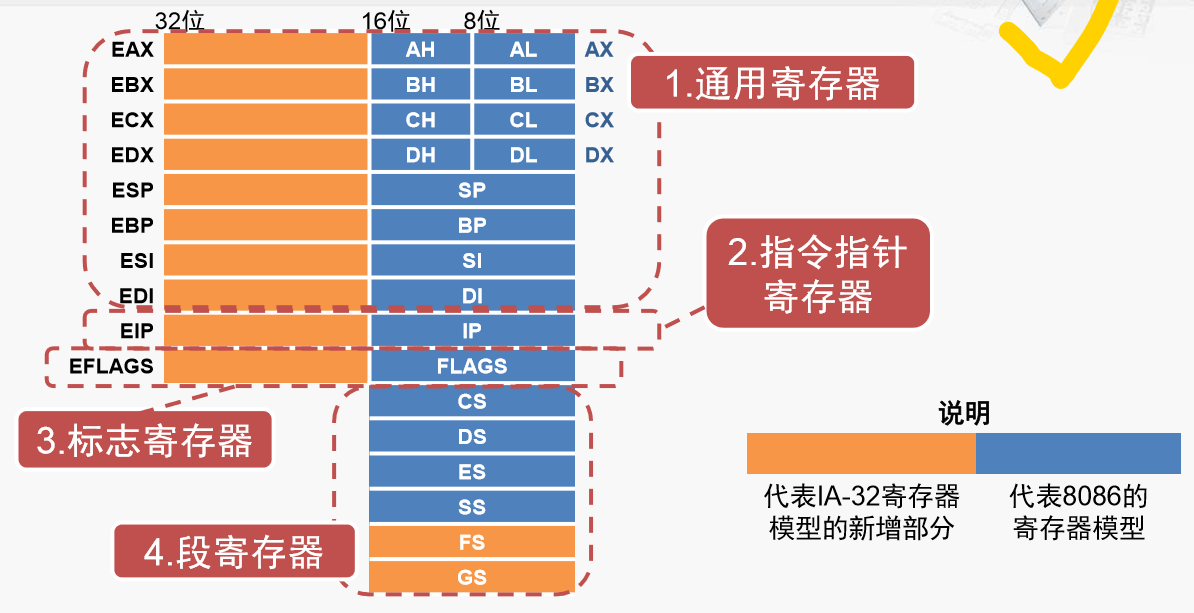 32位 16位 8位
EAX AH AL AX
EBX BH BL BX
1.通用寄存器
ECX CH CL CX
EDX DH DL DX
ESP SP
EBP BP
ESI SI
EDI DI
2.指令指针
寄存器
EIP IP
EFLAGS FLAGS
3.标志寄存器
CS
DS
ES
SS
FS
GS
4.段寄存器
说明
代表IA-32寄存器
模型的新增部分
代表8086的
寄存器模型